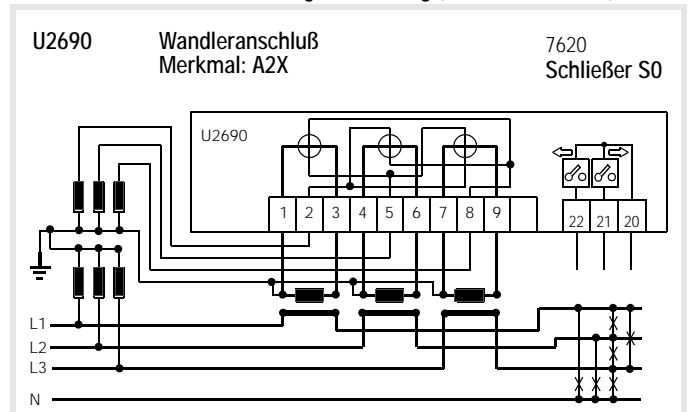 U2690 Wandleranschluß 7620
Merkmal: A2X Schließer S0
U2690
1 2 3 4 5 6 7 8 9 22 21 20
L1
L2
L3
N